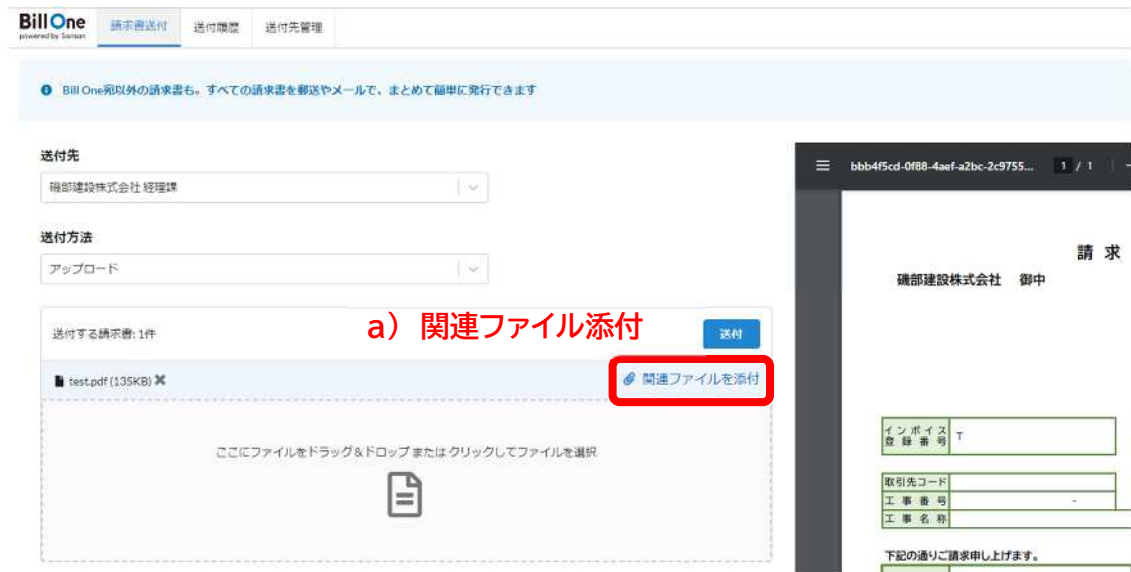 Bill One
powered by Sansan
請求書送付
送付履歴
送付先管理
Bill One宛以外の請求書も。すべての請求書を郵送やメールで、まとめて簡単に発行できます
送付先
磯部建設株式会社 経理課
送付方法
アップロード
送付する請求書: 1件
a） 関連ファイル添付
送付
test.pdf (135KB)
関連ファイルを添付
ここにファイルをドラッグ&ドロップ または クリックしてファイルを選択
bbb4f5cd-0f88-4aef-a2bc-2c9755... 1 / 1
請 求
磯部建設株式会社 御中
インボイス
登録番号 T
取引先コード
工事番号 -
工事名称
下記の通りご請求申し上げます。